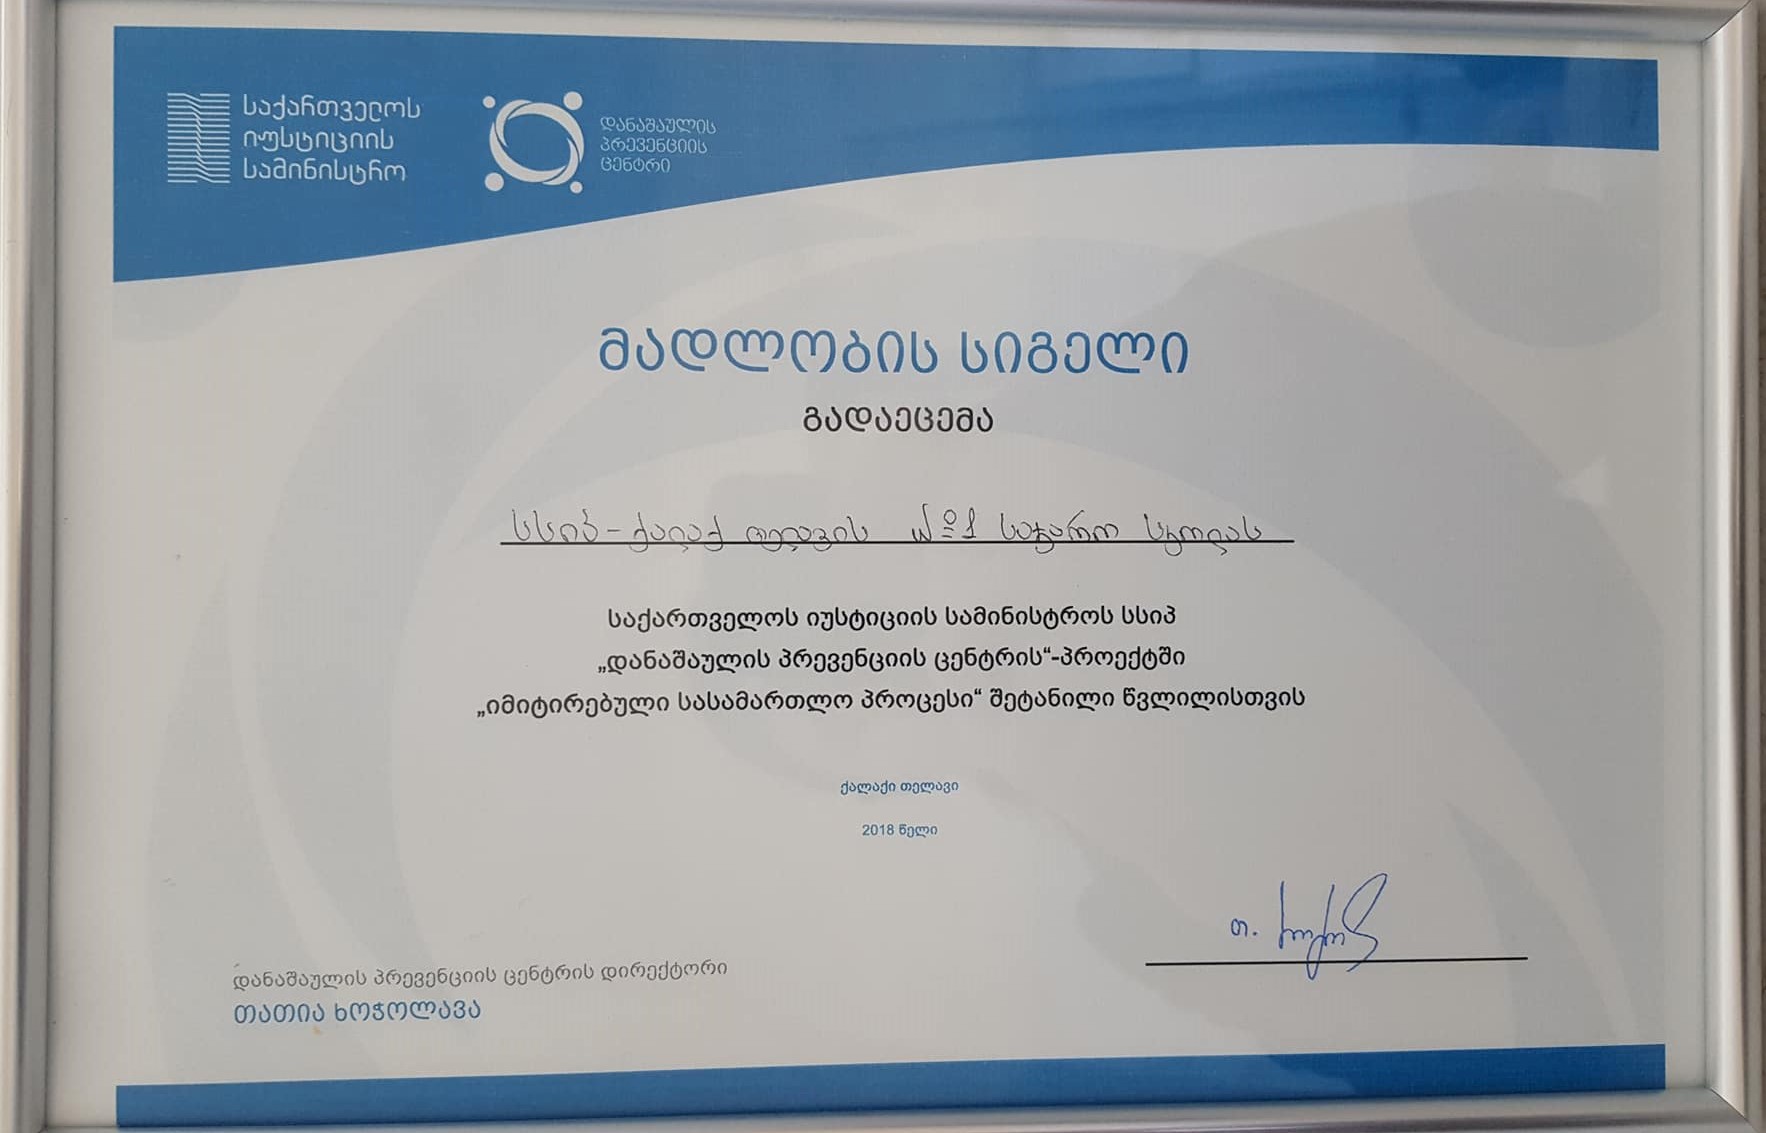 საქართველოს
იუსტიციის
სამინისტრო
დანაშაულის
პრევენციის
ცენტრი
მადლობის სიგელი
გადაეცემა
სსიპ - ქალაქ თელავის №1 საჯარო სკოლას
საქართველოს იუსტიციის სამინისტროს სსიპ
„დანაშაულის პრევენციის ცენტრის“-პროექტში
„იმიტირებული სასამართლო პროცესი“ შეტანილი წვლილისთვის
ქალაქი თელავი
2018 წელი
თ.
დანაშაულის პრევენციის ცენტრის დირექტორი
თათია ხოჭოლავა